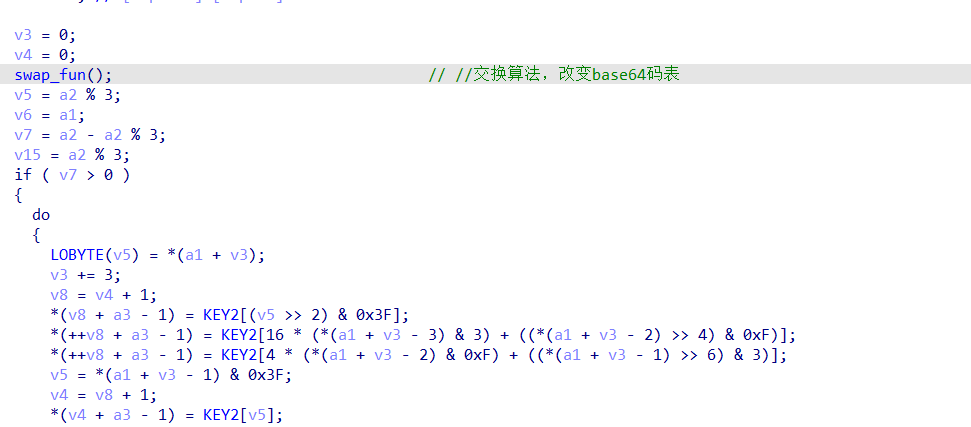 v3 = 0;
v4 = 0;
swap_fun(); // //交换算法，改变base64码表
v5 = a2 % 3;
v6 = a1;
v7 = a2 - a2 % 3;
v15 = a2 % 3;
if ( v7 > 0 )
{
do
{
LOBYTE(v5) = *(a1 + v3);
v3 += 3;
v8 = v4 + 1;
*(v8 + a3 - 1) = KEY2[(v5 >> 2) & 0x3F];
*(++v8 + a3 - 1) = KEY2[16 * (*(a1 + v3 - 3) & 3) + ((*(a1 + v3 - 2) >> 4) & 0xF)];
*(++v8 + a3 - 1) = KEY2[4 * (*(a1 + v3 - 2) & 0xF) + ((*(a1 + v3 - 1) >> 6) & 3)];
v5 = *(a1 + v3 - 1) & 0x3F;
v4 = v8 + 1;
*(v4 + a3 - 1) = KEY2[v5];